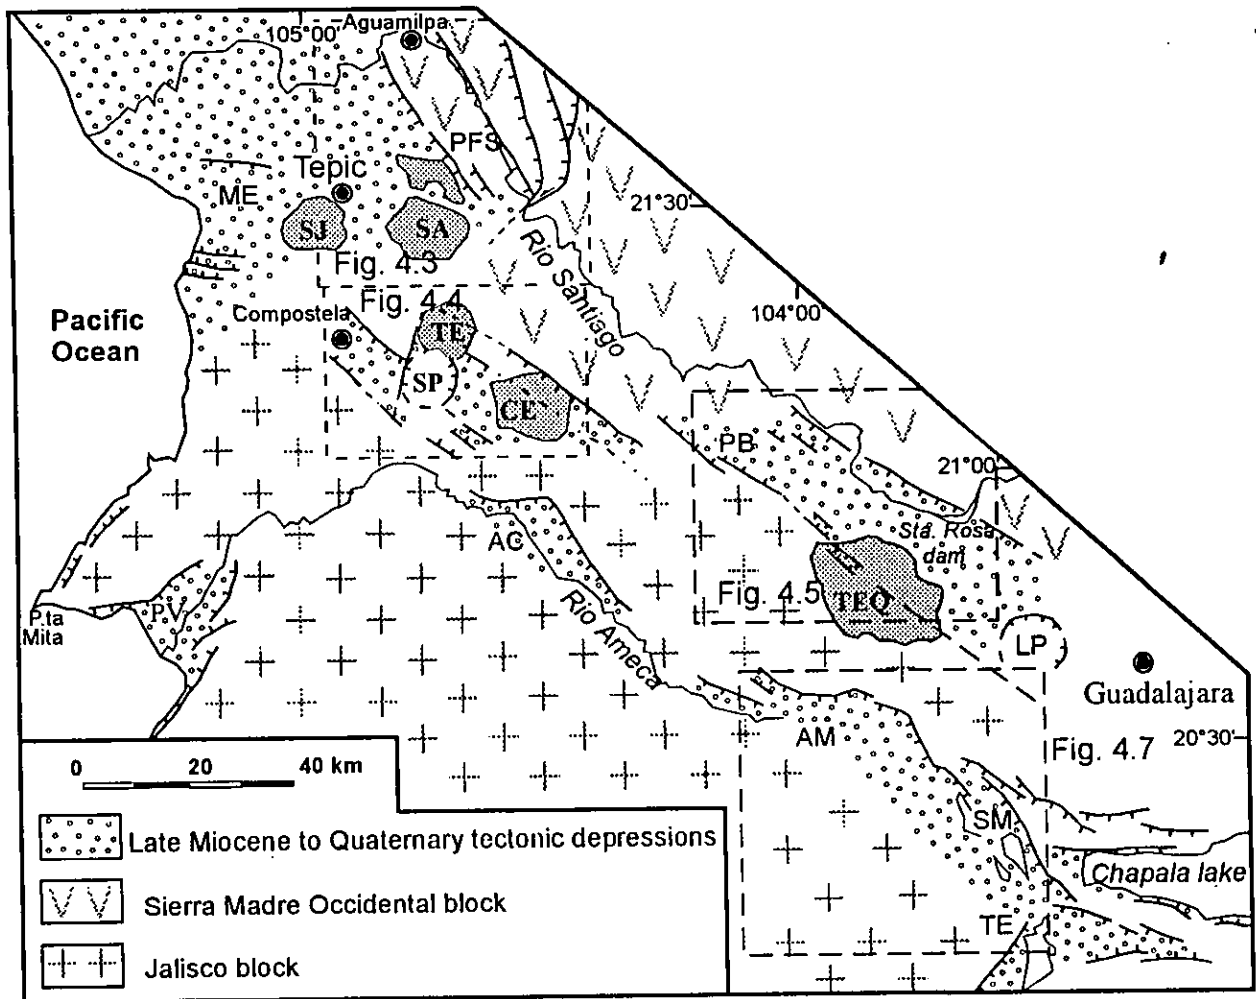 105°00'
Aguamilpa
PFS
Tepic
ME
SJ
SA
21°30'
Fig. 4.3
Rio Santiago
Fig. 4.4
Compostela
Pacific
Ocean
TE
104°00'
SP
CE
PB
21°00'
Sta. Rosa
dam
AC
Fig. 4.5
TEQ
PV
P.ta
Mita
Rio Ameca
LP
Guadalajara
AM
20°30'
Fig. 4.7
0 20 40 km
SM
Late Miocene to Quaternary tectonic depressions
Chapala lake
Sierra Madre Occidental block
TE
Jalisco block